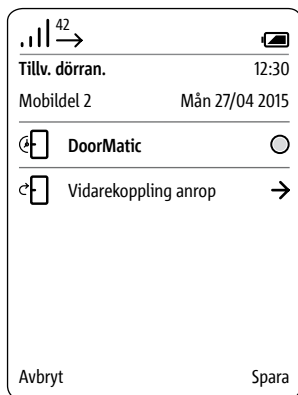 42
Tillv. dörran. 12:30
Mobildel 2 Mån 27/04 2015
DoorMatic
Vidarekoppling anrop
Avbryt Spara